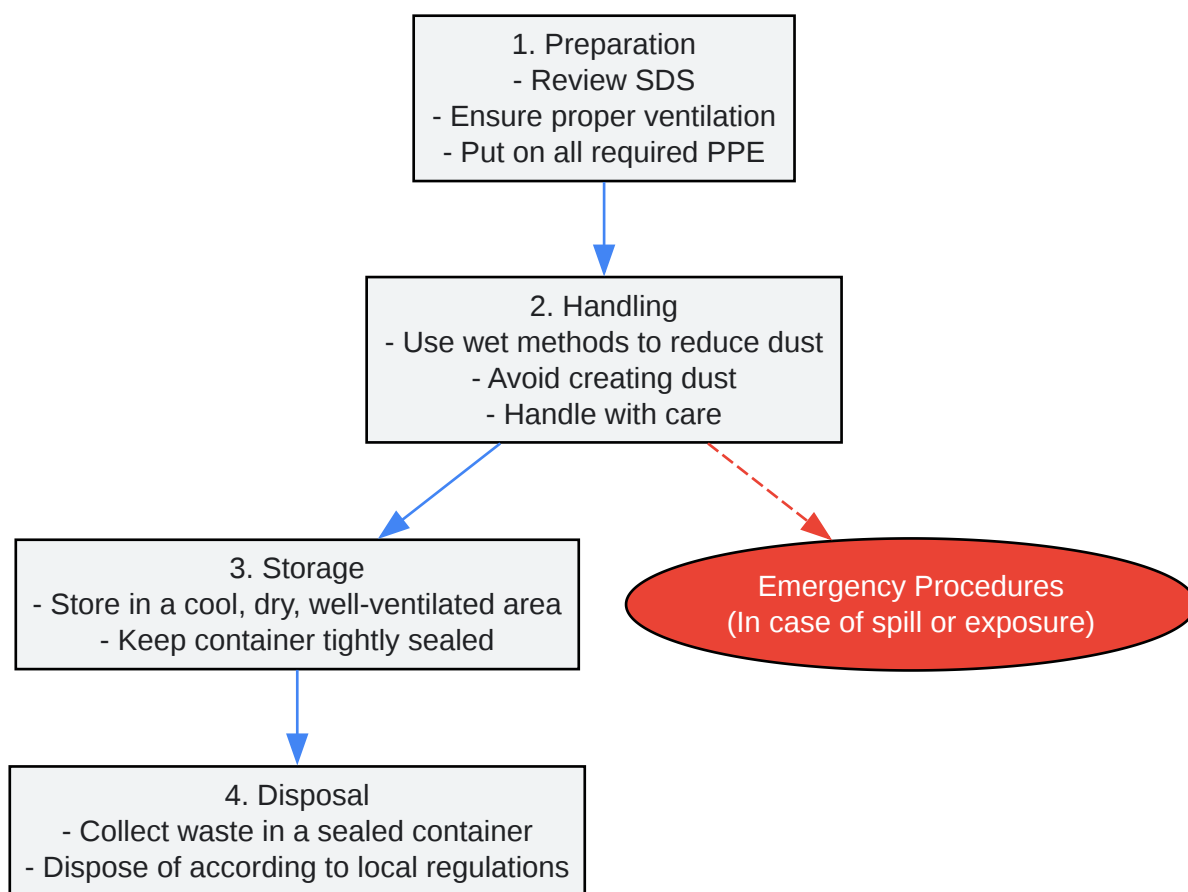 1. Preparation
- Review SDS
- Ensure proper ventilation
- Put on all required PPE
2. Handling
- Use wet methods to reduce dust
- Avoid creating dust
- Handle with care
3. Storage
- Store in a cool, dry, well-ventilated area
- Keep container tightly sealed
Emergency Procedures
(In case of spill or exposure)
4. Disposal
- Collect waste in a sealed container
- Dispose of according to local regulations